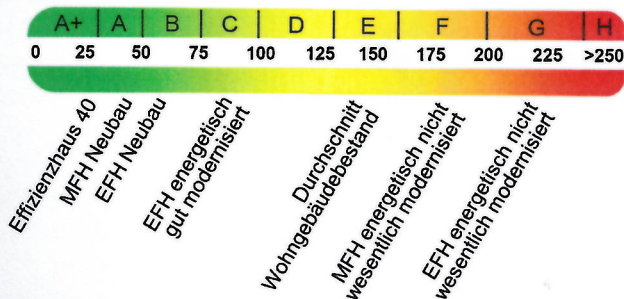 A+ A B C D E F G H
0 25 50 75 100 125 150 175 200 225 >250
Effizienzhaus 40
MFH Neubau
EFH Neubau
EFH energetisch
gut modernisiert
Durchschnitt
Wohngebäudebestand
MFH energetisch nicht
wesentlich modernisiert
EFH energetisch nicht
wesentlich modernisiert